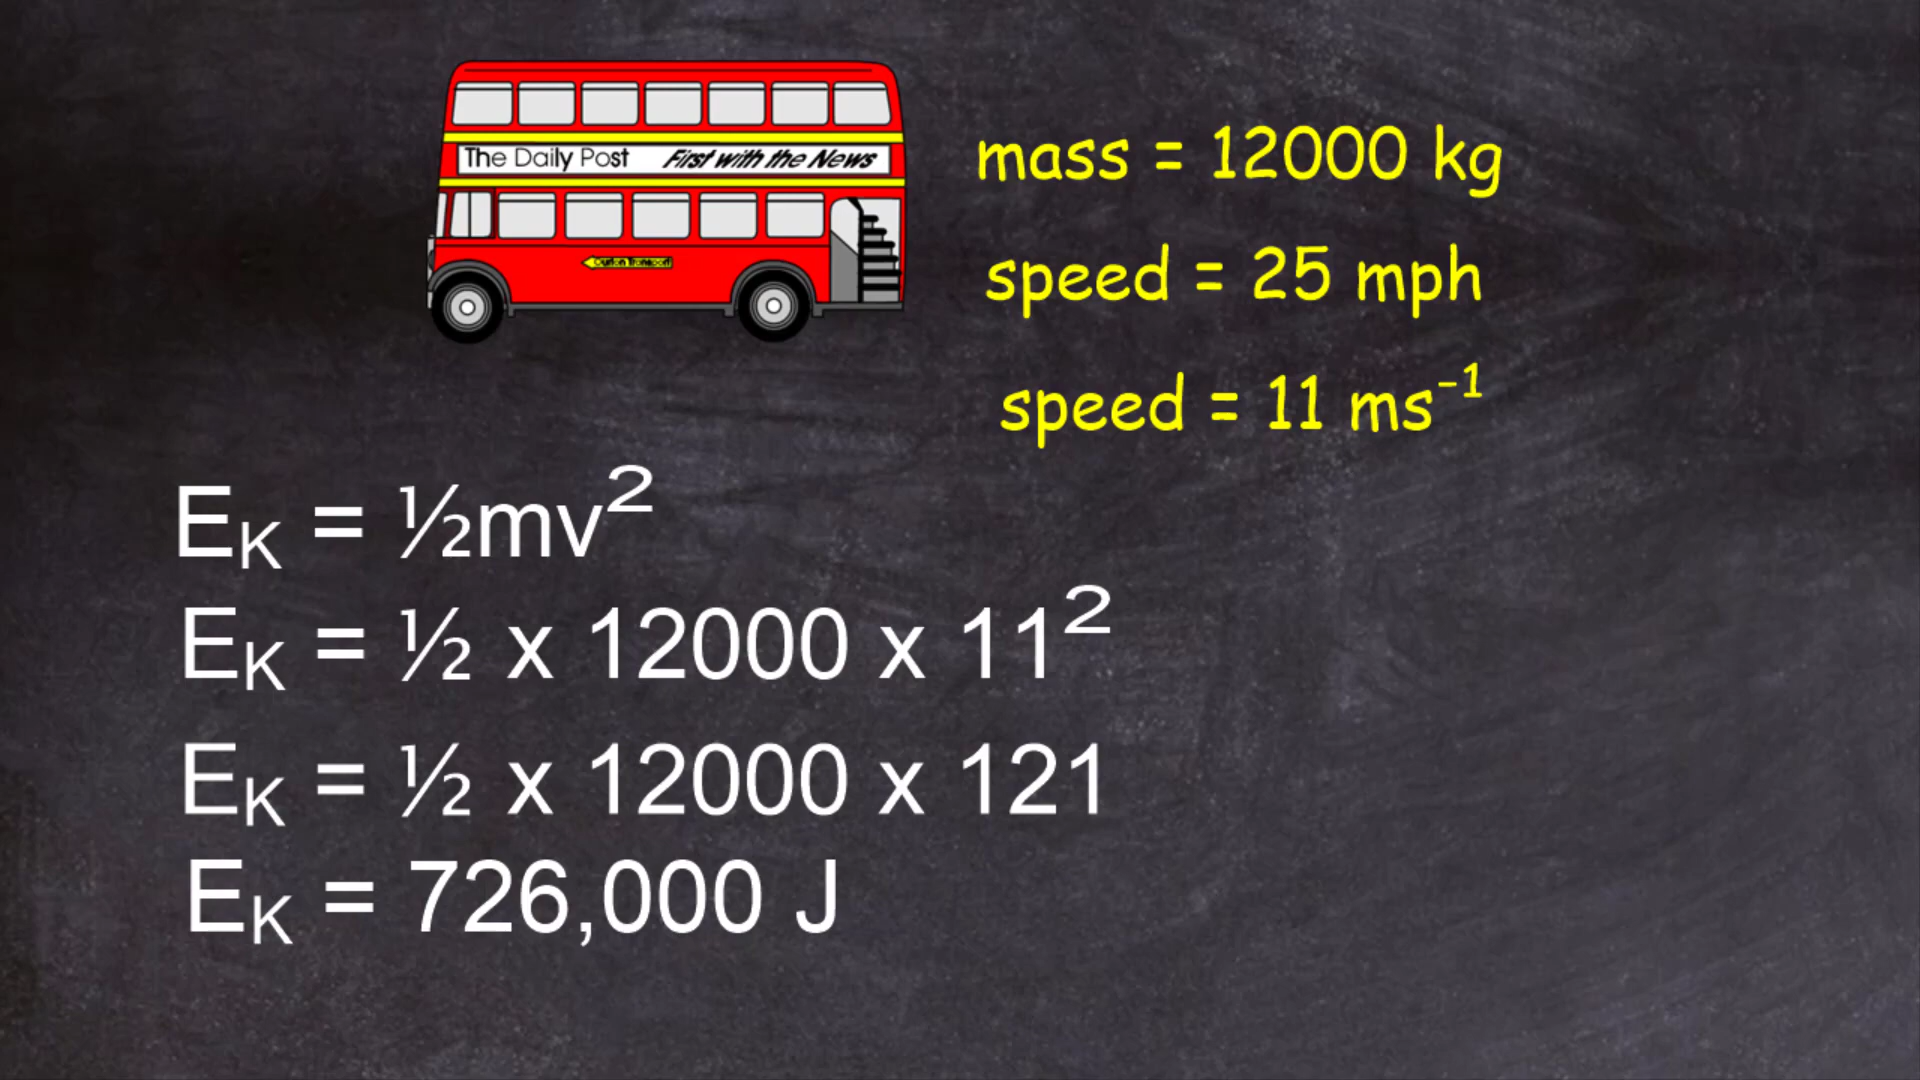 The Daily Post First with the News
mass = 12000 kg
speed = 25 mph
speed = 11 ms⁻¹
Eₖ = ½mv²
Eₖ = ½ x 12000 x 11²
Eₖ = ½ x 12000 x 121
Eₖ = 726,000 J